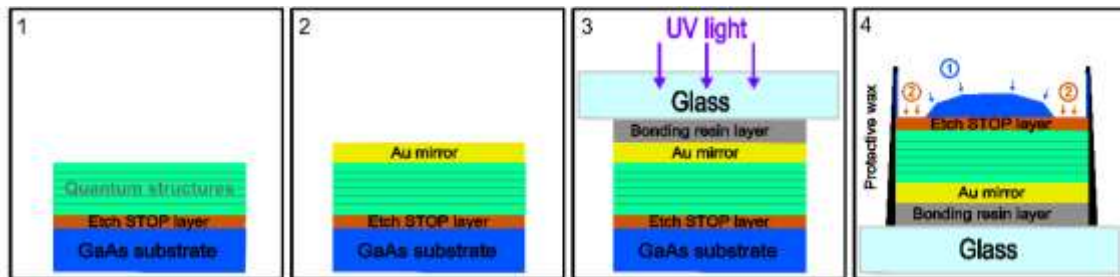 1
Quantum structures
Etch STOP layer
GaAs substrate
2
Au mirror
Etch STOP layer
GaAs substrate
3
UV light
Glass
Bonding resin layer
Au mirror
Etch STOP layer
GaAs substrate
4
①
② ②
Protective wax
Etch STOP layer
Au mirror
Bonding resin layer
Glass